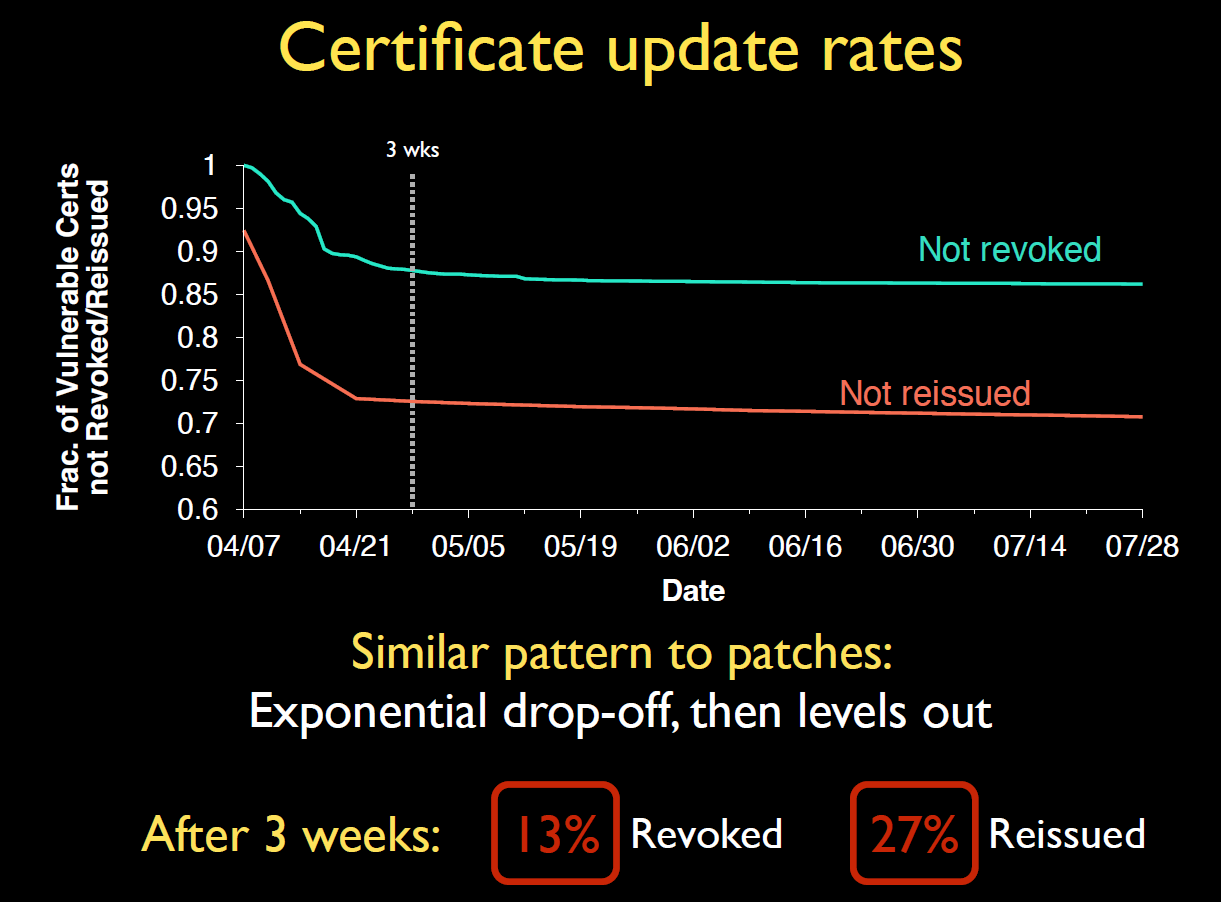 Certificate update rates
3 wks
Frac. of Vulnerable Certs
not Revoked/Reissued
1
0.95
0.9
0.85
0.8
0.75
0.7
0.65
0.6
Not revoked
Not reissued
04/07 04/21 05/05 05/19 06/02 06/16 06/30 07/14 07/28
Date
Similar pattern to patches:
Exponential drop-off, then levels out
After 3 weeks: 13% Revoked 27% Reissued